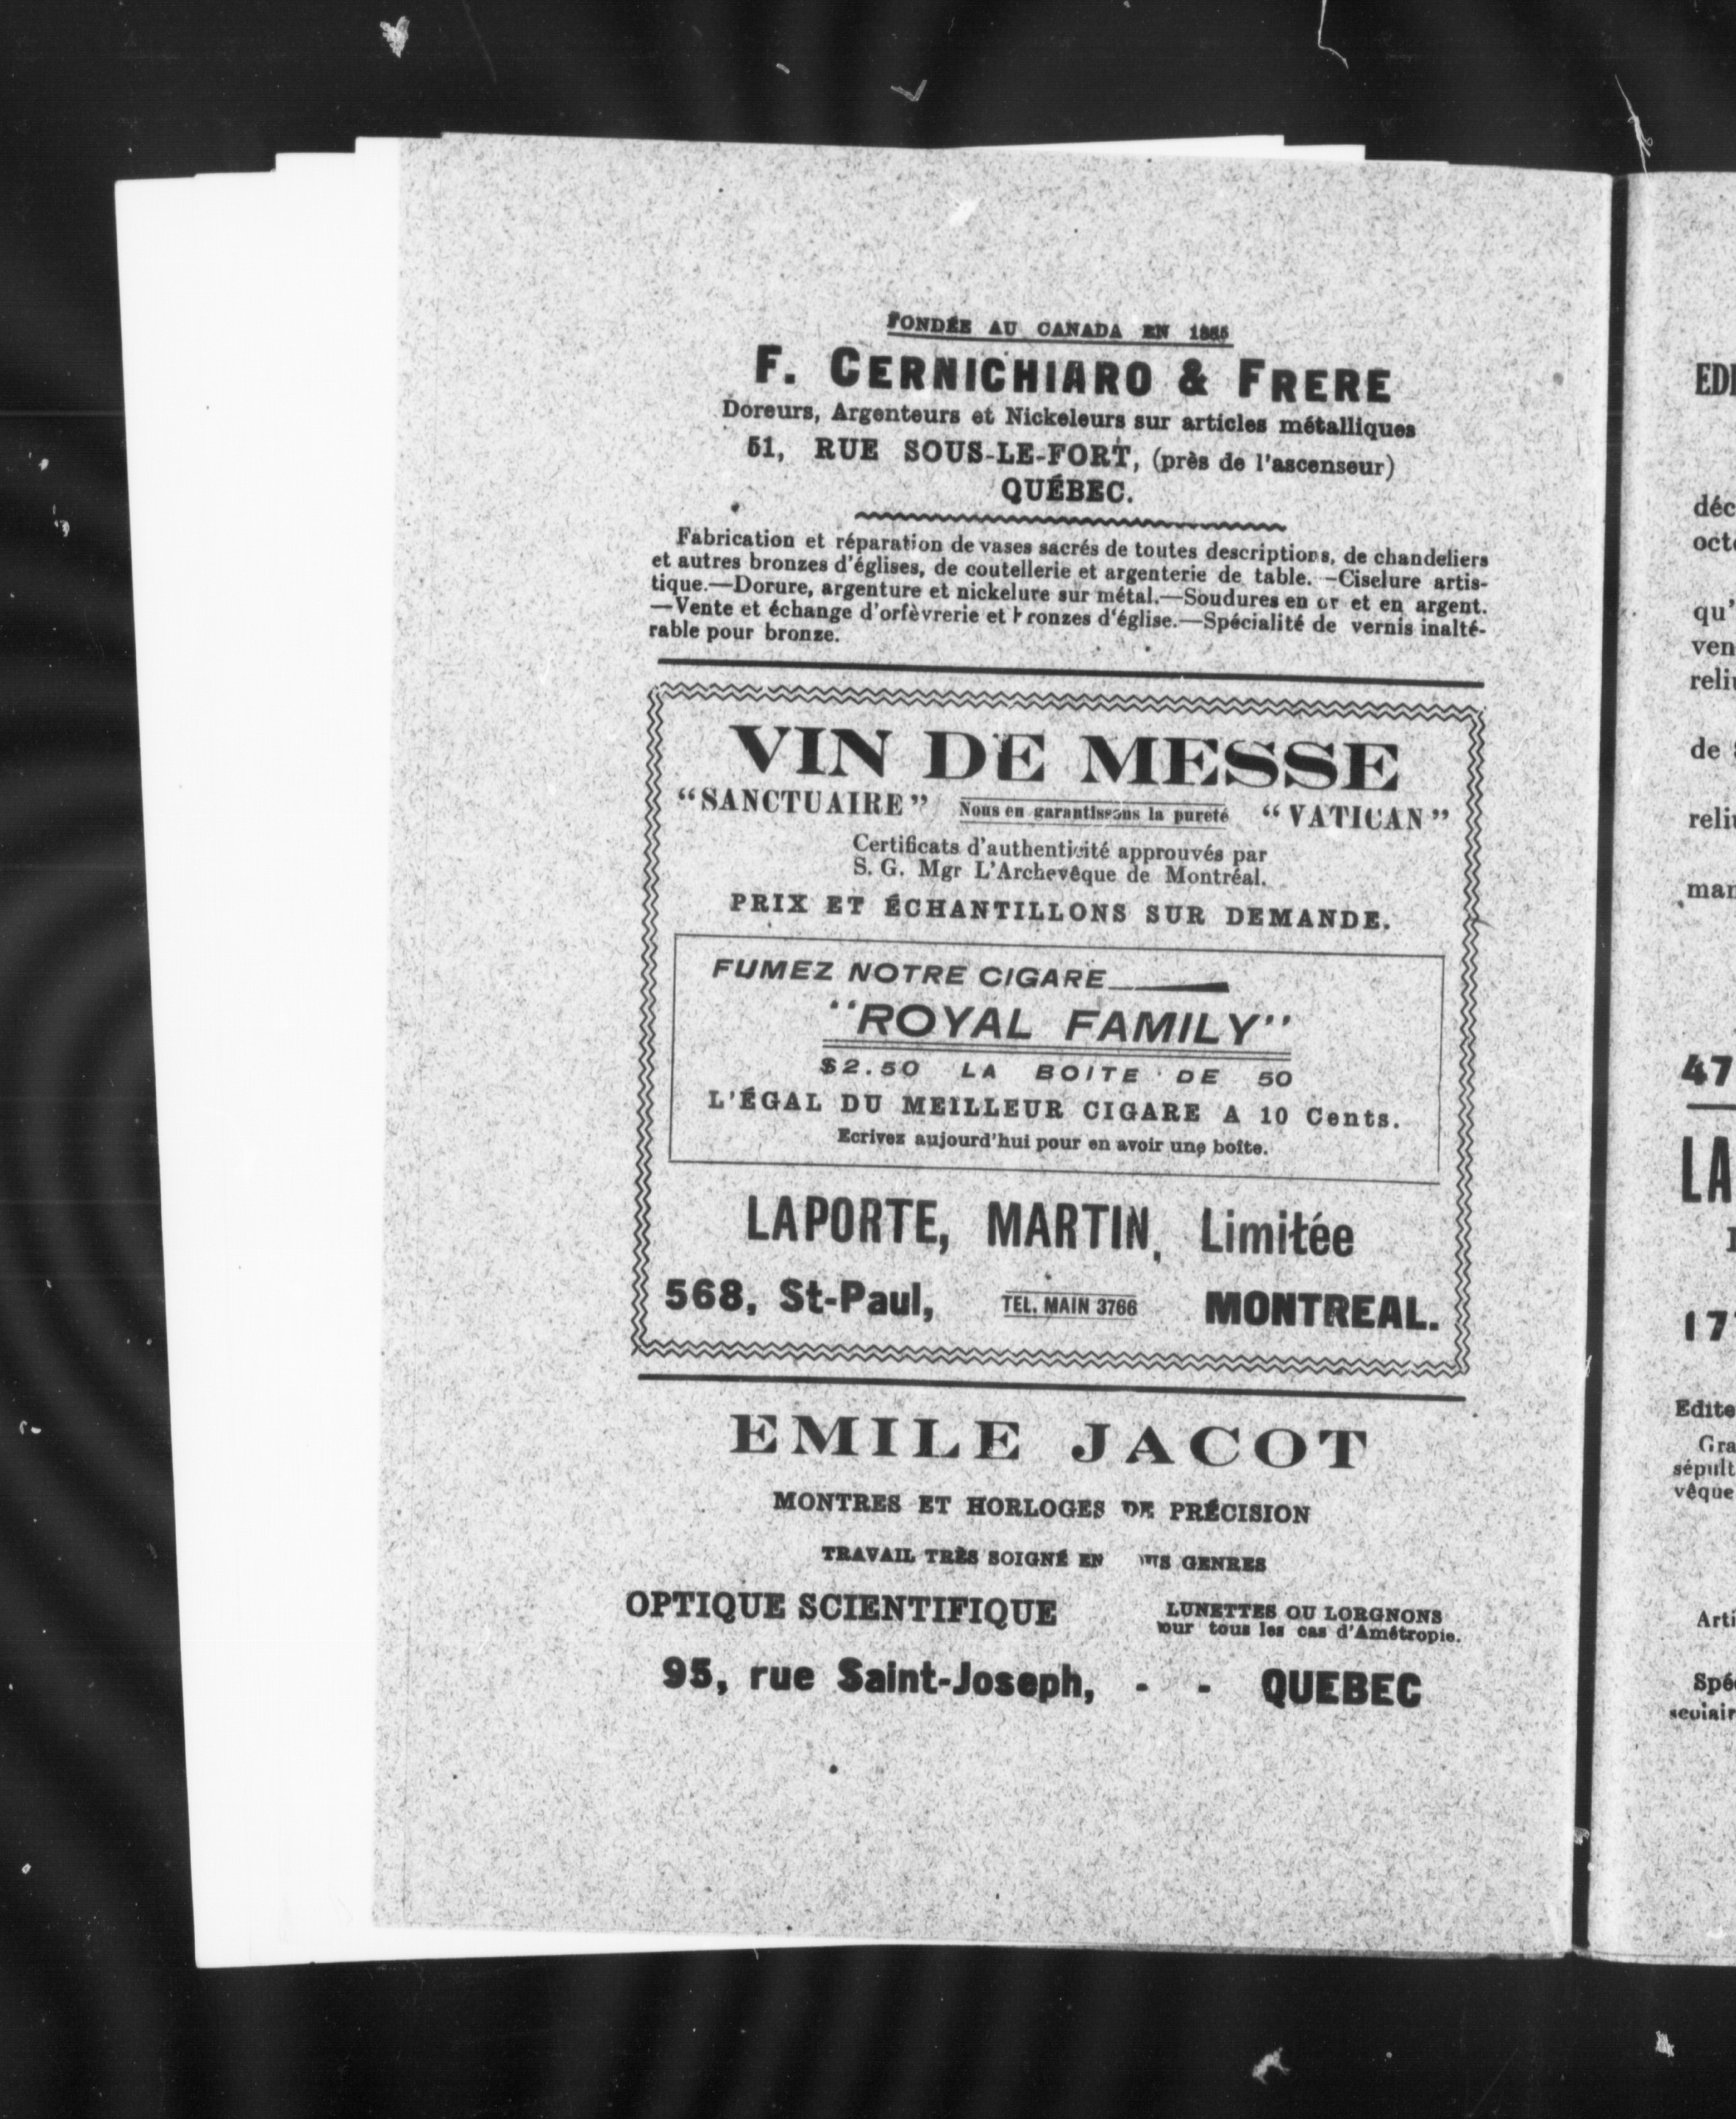 FONDÉE AU CANADA EN
F. CERNICHIARO & FRERE
Doreurs, Argenteurs et Nickeleurs sur articles métalliques
51, RUE SOUS-LE-FORT, (près de l'ascenseur)
QUÉBEC.
Fabrication et réparation de vases sacrés de toutes descriptions, de chandeliers
et autres bronzes d'églises, de coutellerie et argenterie de table. —Ciselure artis-
tique.—Dorure, argenture et nickelure sur métal.—Soudures en or et en argent.
—Vente et échange d'orfèvrerie et bronzes d'église.—Spécialité de vernis inalté-
rable pour bronze.
VIN DE MESSE
“SANCTUAIRE” Nous en garantissons la pureté “VATICAN”
Certificats d'authenticité approuvés par
S. G. Mgr L'Archevêque de Montréal.
PRIX ET ÉCHANTILLONS SUR DEMANDE.
FUMEZ NOTRE CIGARE
"ROYAL FAMILY"
$2.50 LA BOITE DE 50
L'ÉGAL DU MEILLEUR CIGARE A 10 Cents.
Ecrivez aujourd'hui pour en avoir une boîte.
LAPORTE, MARTIN, Limitée
568, St-Paul, TEL. MAIN 3766 MONTREAL.
EMILE JACOT
MONTRES ET HORLOGES DE PRÉCISION
TRAVAIL TRÈS SOIGNÉ EN GENRES
OPTIQUE SCIENTIFIQUE LUNETTES OU LORGNONS
pour tous les cas d'Amétropie.
95, rue Saint-Joseph, - - QUEBEC
EDI
déc
octo
qu'
ven
reli
de
reli
man
47
LA
17
Edite
Gra
sépult
vêque
Arti
Spé
scolair